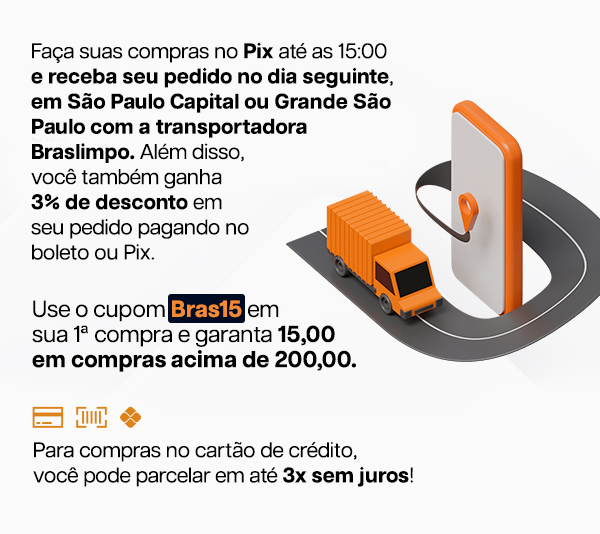 Faça suas compras no Pix até as 15:00
e receba seu pedido no dia seguinte,
em São Paulo Capital ou Grande São
Paulo com a transportadora
Braslimpo. Além disso,
você também ganha
3% de desconto em
seu pedido pagando no
boleto ou Pix.
Use o cupom Bras15 em
sua 1ª compra e garanta 15,00
em compras acima de 200,00.
Para compras no cartão de crédito,
você pode parcelar em até 3x sem juros!